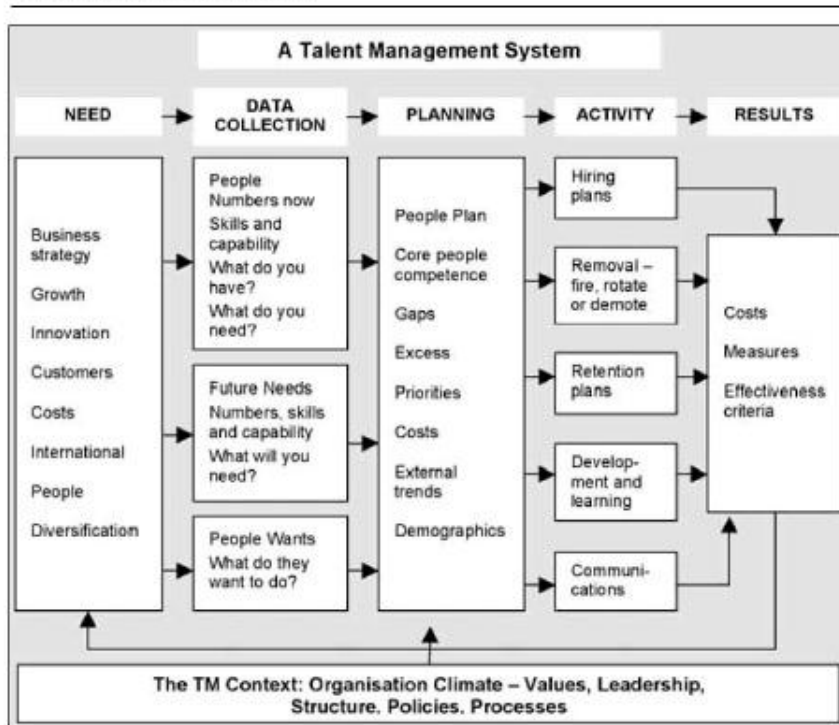 A Talent Management System
NEED
DATA
COLLECTION
PLANNING
ACTIVITY
RESULTS
Business
strategy
Growth
Innovation
Customers
Costs
International
People
Diversification
People
Numbers now
Skills and
capability
What do you
have?
What do you
need?
Future Needs
Numbers, skills
and capability
What will you
need?
People Wants
What do they
want to do?
People Plan
Core people
competence
Gaps
Excess
Priorities
Costs
External
trends
Demographics
Hiring
plans
Removal –
fire, rotate
or demote
Retention
plans
Develop-
ment and
learning
Communi-
cations
Costs
Measures
Effectiveness
criteria
The TM Context: Organisation Climate – Values, Leadership,
Structure. Policies. Processes